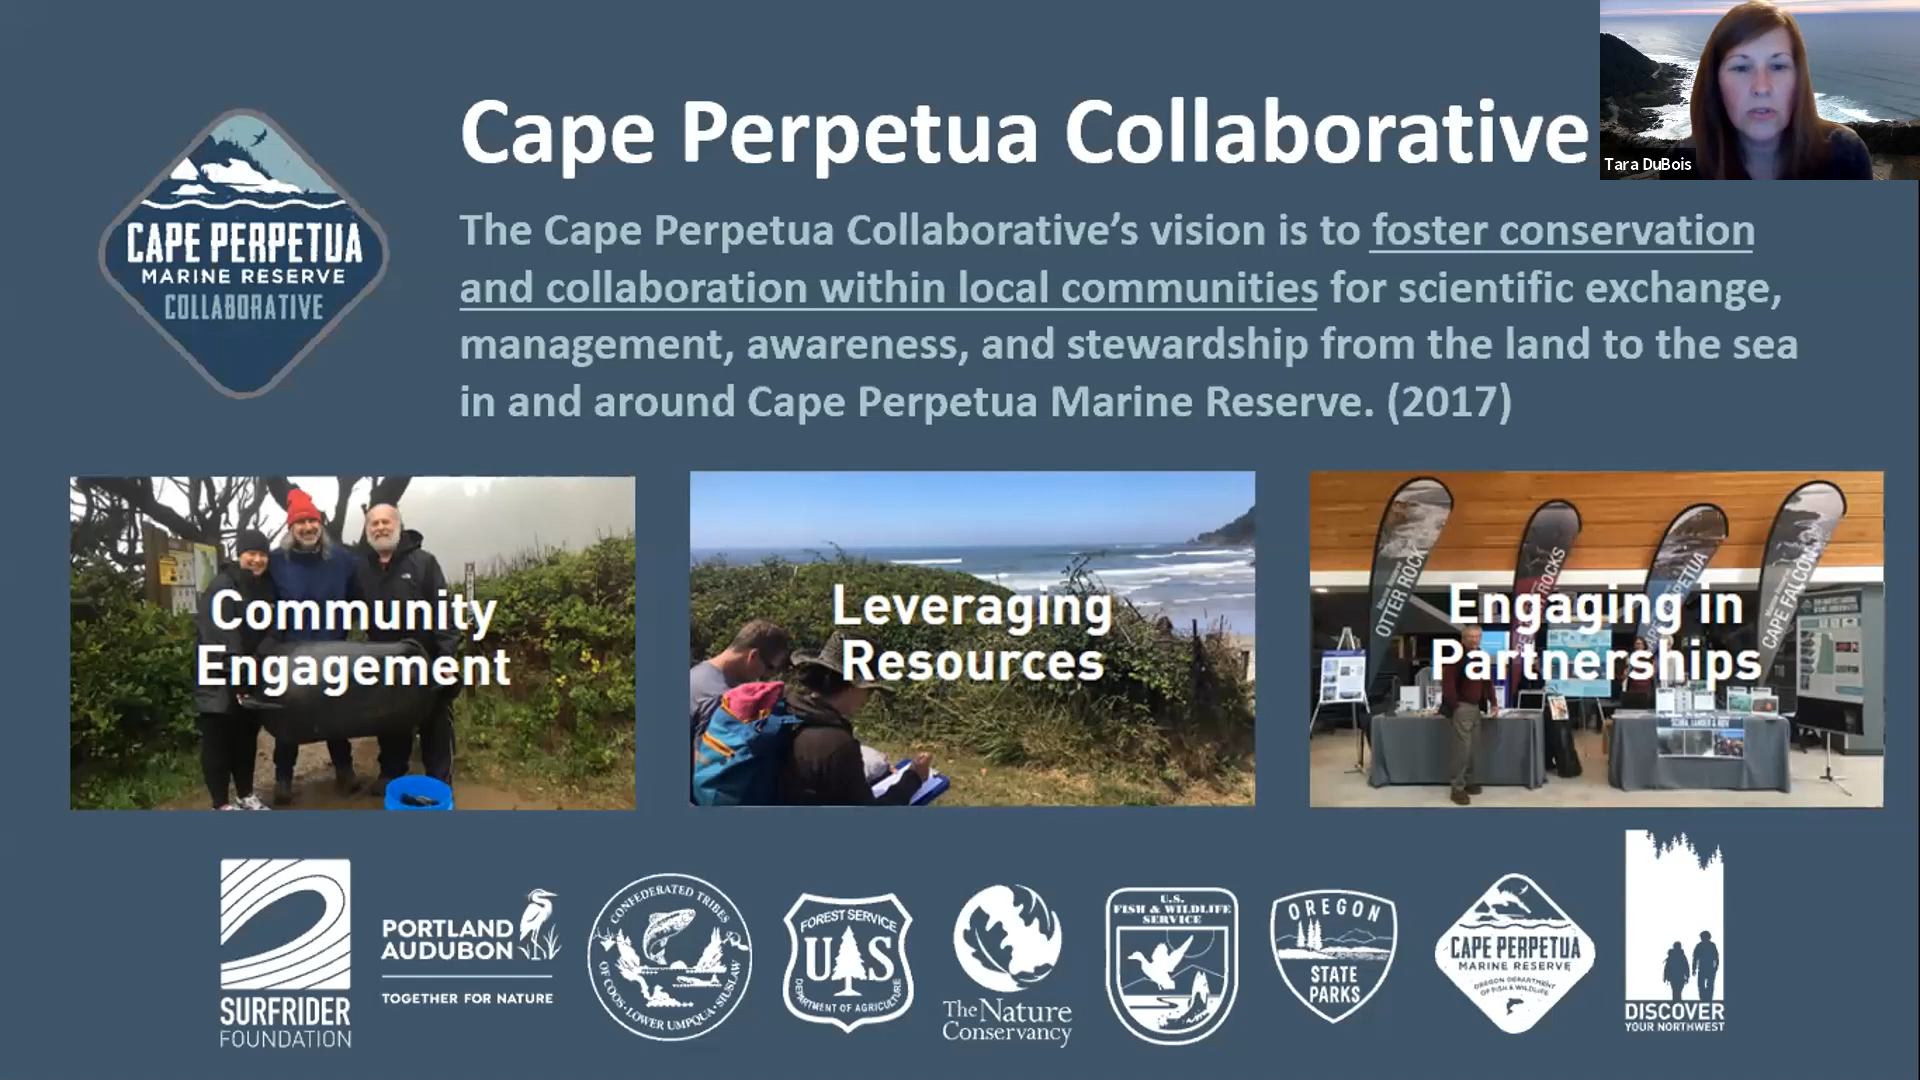 Cape Perpetua Collaborative
Tara DuBois
CAPE PERPETUA
MARINE RESERVE
COLLABORATIVE
The Cape Perpetua Collaborative’s vision is to foster conservation
and collaboration within local communities for scientific exchange,
management, awareness, and stewardship from the land to the sea
in and around Cape Perpetua Marine Reserve. (2017)
Community
Engagement
Leveraging
Resources
OTTER ROCK
ROCKS
PERPETUA
CAPE FALCON
Engaging in
Partnerships
SURFRIDER
FOUNDATION
PORTLAND
AUDUBON
TOGETHER FOR NATURE
CONFEDERATED TRIBES
OF COOS · LOWER UMPQUA · SIUSLAW
FOREST SERVICE
UAS
DEPARTMENT OF AGRICULTURE
The Nature
Conservancy
U.S.
FISH & WILDLIFE
SERVICE
OREGON
STATE
PARKS
CAPE PERPETUA
MARINE RESERVE
OREGON DEPARTMENT
OF FISH & WILDLIFE
DISCOVER
YOUR NORTHWEST